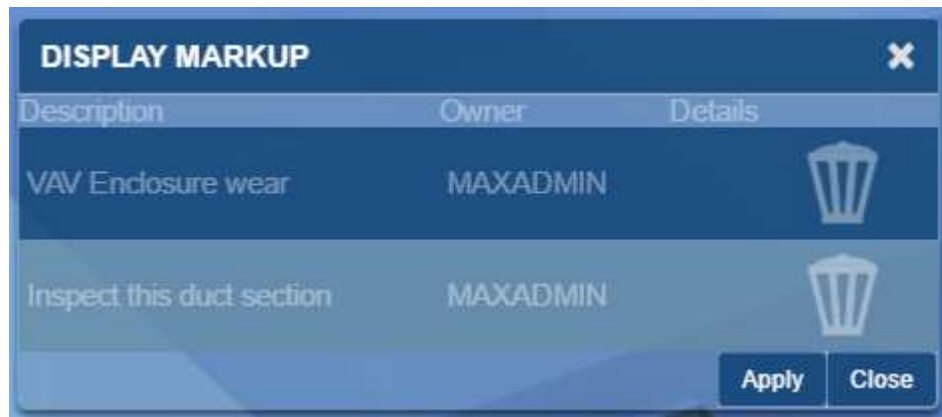 DISPLAY MARKUP
Description Owner Details
VAV Enclosure wear MAXADMIN
Inspect this duct section MAXADMIN
Apply Close